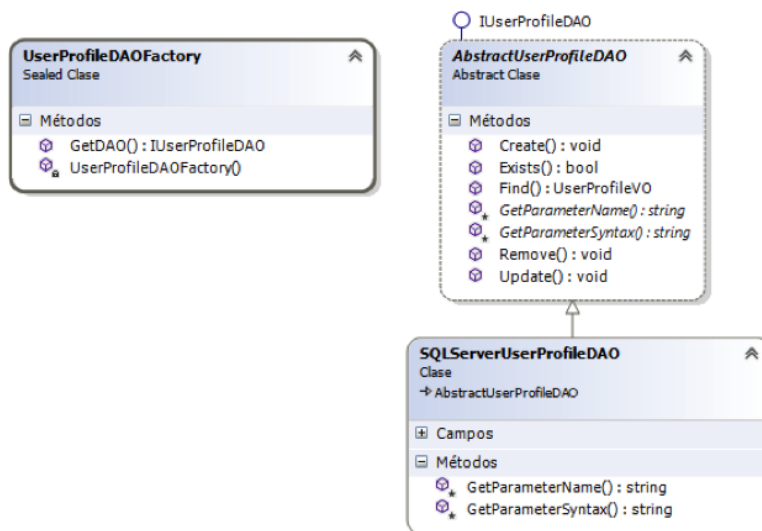 UserProfileDAOFactory
Sealed Clase
Métodos
GetDAO() : IUserProfileDAO
UserProfileDAOFactory()
IUserProfileDAO
AbstractUserProfileDAO
Abstract Clase
Métodos
Create() : void
Exists() : bool
Find() : UserProfileVO
GetParameterName() : string
GetParameterSyntax() : string
Remove() : void
Update() : void
SQLServerUserProfileDAO
Clase
AbstractUserProfileDAO
Campos
Métodos
GetParameterName() : string
GetParameterSyntax() : string